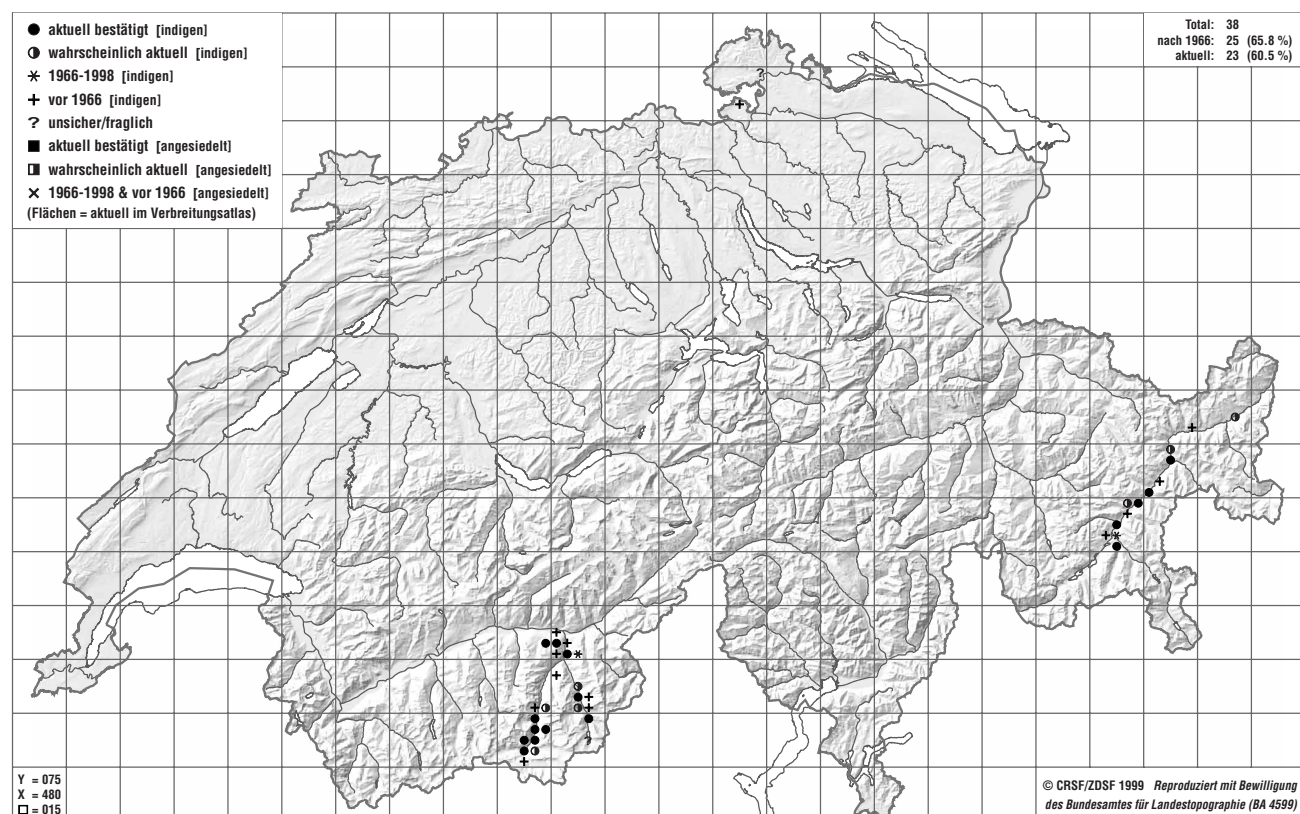 aktuell bestätigt [indigen]
wahrscheinlich aktuell [indigen]
1966-1998 [indigen]
vor 1966 [indigen]
? unsicher/fraglich
aktuell bestätigt [angesiedelt]
wahrscheinlich aktuell [angesiedelt]
1966-1998 & vor 1966 [angesiedelt]
(Flächen = aktuell im Verbreitungsatlas)
Total: 38
nach 1966: 25 (65.8 %)
aktuell: 23 (60.5 %)
Y = 075
X = 480
= 015
© CRSF/ZDSF 1999 Reproduziert mit Bewilligung
des Bundesamtes für Landestopographie (BA 4599)